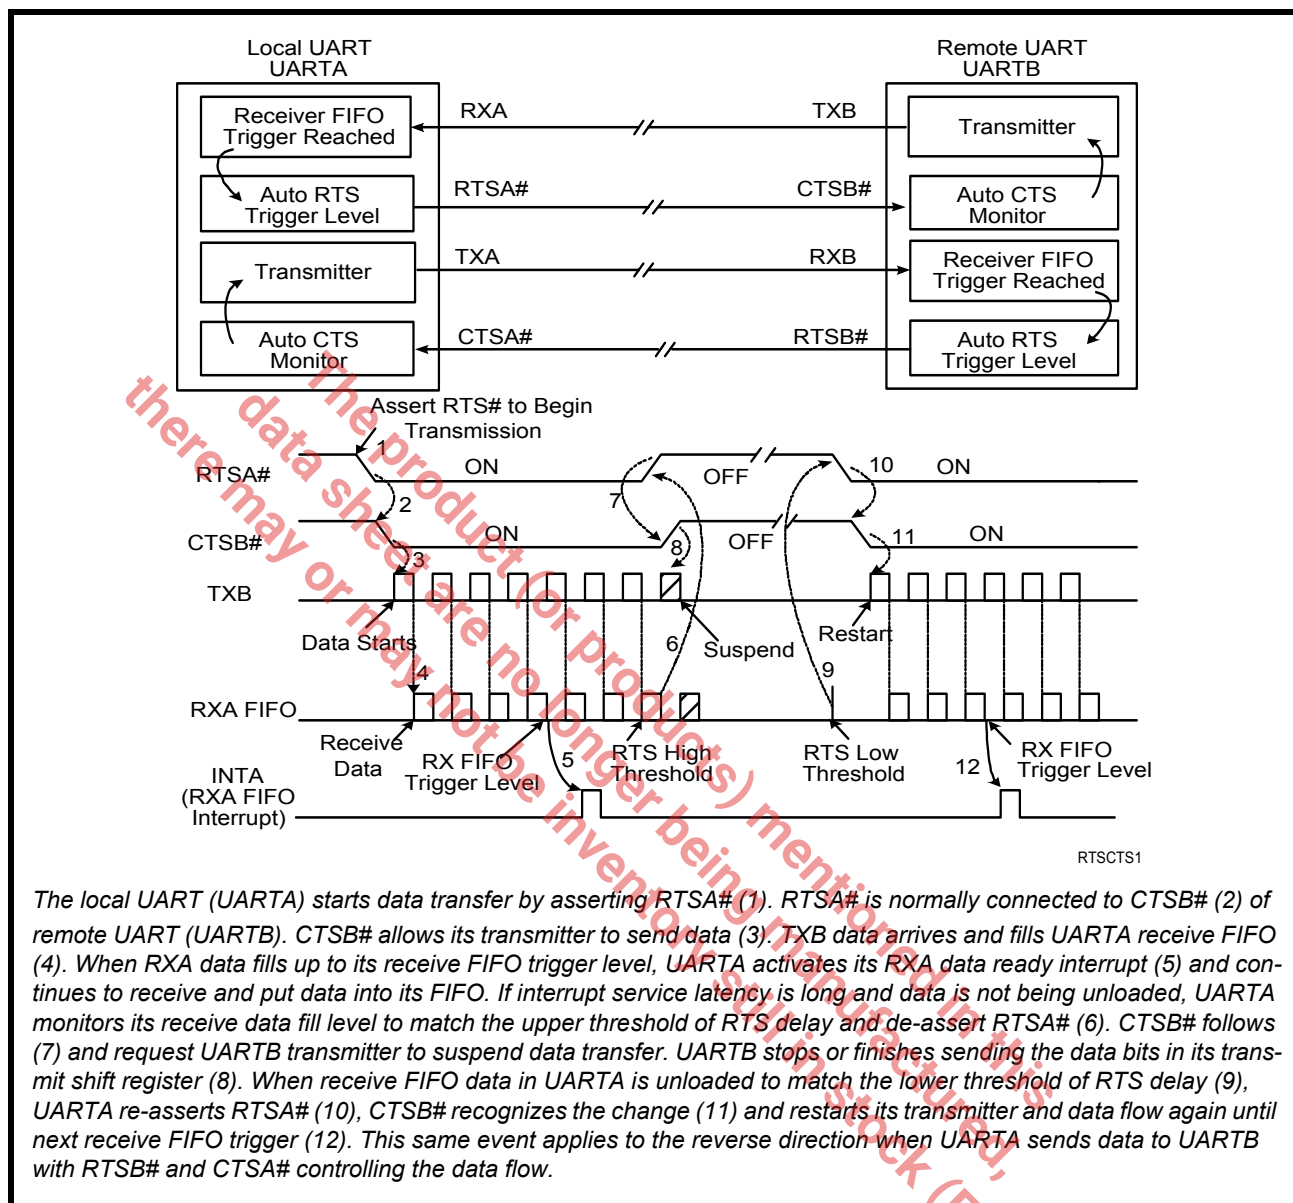 Local UART
UARTA
Remote UART
UARTB
Receiver FIFO
Trigger Reached
RXA
TXB
Transmitter
Auto RTS
Trigger Level
RTSA#
CTSB#
Auto CTS
Monitor
Transmitter
TXA
RXB
Receiver FIFO
Trigger Reached
Auto CTS
Monitor
CTSA#
RTSB#
Auto RTS
Trigger Level
Assert RTS# to Begin
Transmission
1
RTSA#
ON
OFF
10
ON
2
7
CTSB#
ON
8
OFF
11
ON
3
TXB
Data Starts
6
Suspend
Restart
4
9
RXA FIFO
Receive
Data
RX FIFO
Trigger Level
5
RTS High
Threshold
RTS Low
Threshold
12
RX FIFO
Trigger Level
INTA
(RXA FIFO
Interrupt)
RTSCTS1
The local UART (UARTA) starts data transfer by asserting RTSA# (1). RTSA# is normally connected to CTSB# (2) of
remote UART (UARTB). CTSB# allows its transmitter to send data (3). TXB data arrives and fills UARTA receive FIFO
(4). When RXA data fills up to its receive FIFO trigger level, UARTA activates its RXA data ready interrupt (5) and con-
tinues to receive and put data into its FIFO. If interrupt service latency is long and data is not being unloaded, UARTA
monitors its receive data fill level to match the upper threshold of RTS delay and de-assert RTSA# (6). CTSB# follows
(7) and request UARTB transmitter to suspend data transfer. UARTB stops or finishes sending the data bits in its trans-
mit shift register (8). When receive FIFO data in UARTA is unloaded to match the lower threshold of RTS delay (9),
UARTA re-asserts RTSA# (10), CTSB# recognizes the change (11) and restarts its transmitter and data flow again until
next receive FIFO trigger (12). This same event applies to the reverse direction when UARTA sends data to UARTB
with RTSB# and CTSA# controlling the data flow.
The product (or products) mentioned in this
data sheet are no longer being manufactured,
there may or may not be inventory still in stock (